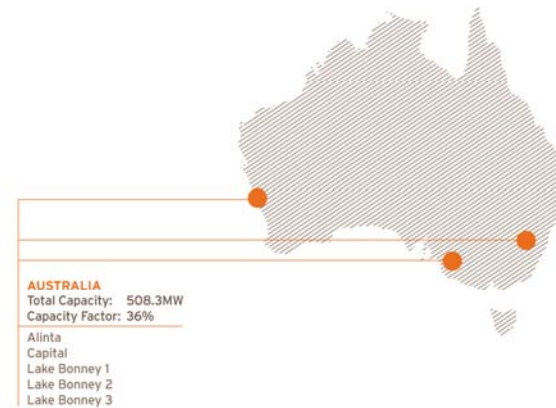 AUSTRALIA
Total Capacity: 508.3MW
Capacity Factor: 36%
Alinta
Capital
Lake Bonney 1
Lake Bonney 2
Lake Bonney 3